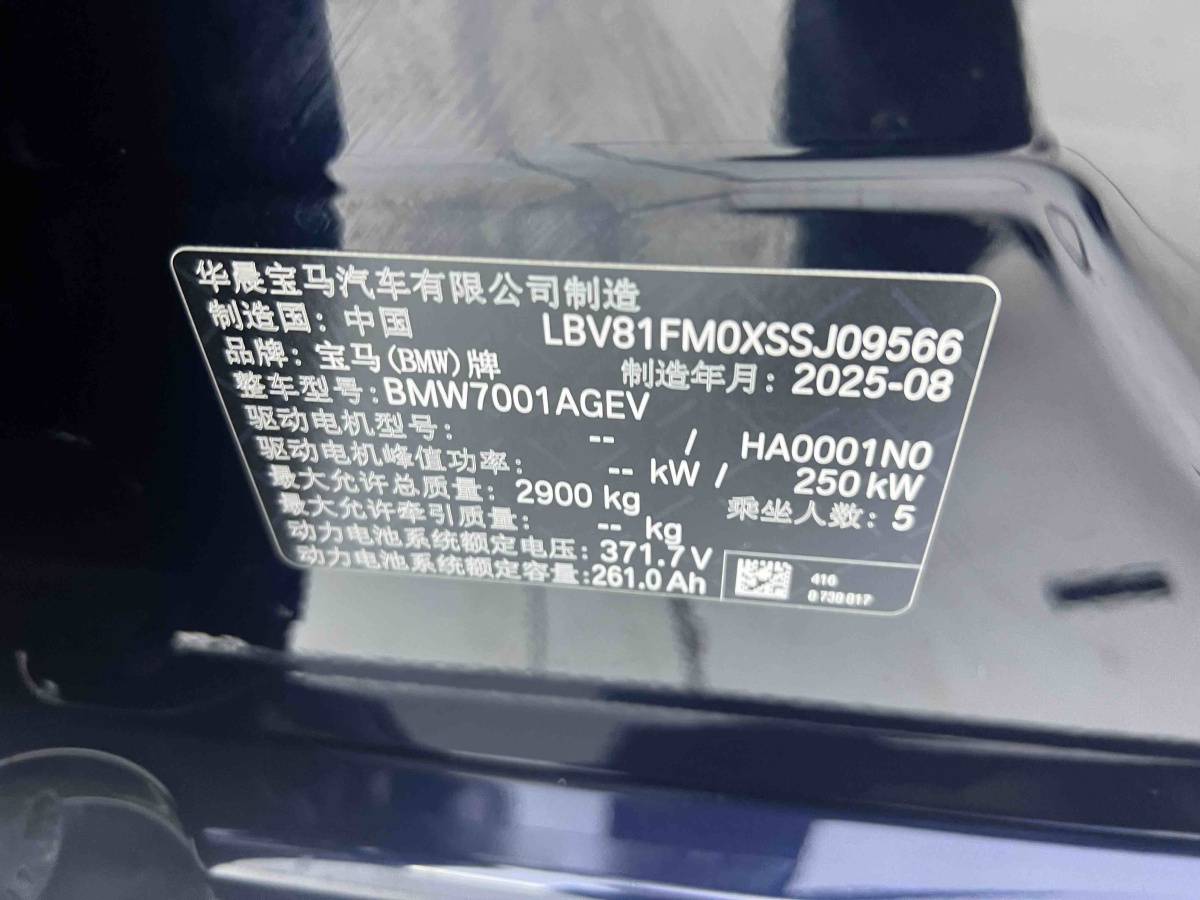 华晨宝马汽车有限公司制造
制造国：中国 LBV81FM0XSSJ09566
品牌：宝马(BMW)牌 制造年月：2025-08
整车型号：BMW7001AGEV
驱动电机型号： -- / HA0001N0
驱动电机峰值功率： -- kW / 250 kW
最大允许总质量：2900 kg 乘坐人数：5
最大允许牵引质量： -- kg
动力电池系统额定电压：371.7V
动力电池系统额定容量:261.0 Ah
416
0 730 017